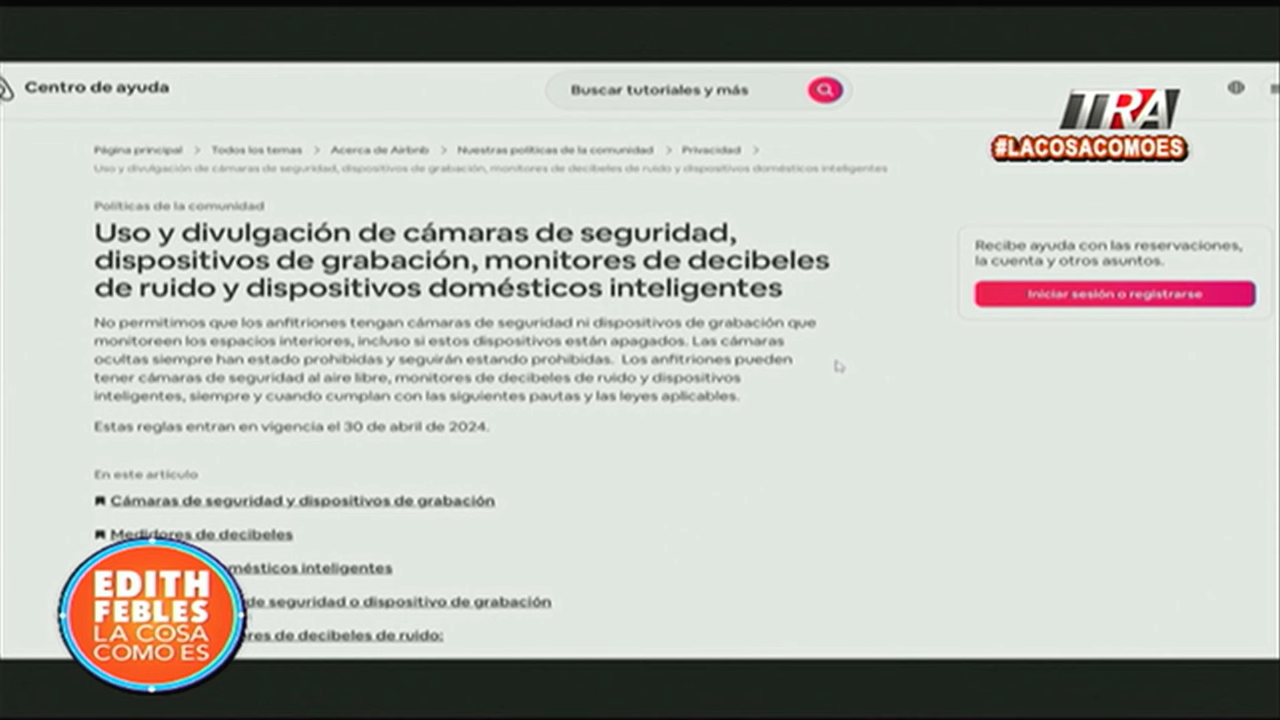 Centro de ayuda
Buscar tutoriales y más
TRA
#LACOSACOMOES
Página principal > Todos los temas > Acerca de Airbnb > Nuestras políticas de la comunidad > Privacidad >
Uso y divulgación de cámaras de seguridad, dispositivos de grabación, monitores de decibeles de ruido y dispositivos domésticos inteligentes
Políticas de la comunidad
Uso y divulgación de cámaras de seguridad,
dispositivos de grabación, monitores de decibeles
de ruido y dispositivos domésticos inteligentes
Recibe ayuda con las reservaciones,
la cuenta y otros asuntos.
Iniciar sesión o registrarse
No permitimos que los anfitriones tengan cámaras de seguridad ni dispositivos de grabación que
monitoreen los espacios interiores, incluso si estos dispositivos están apagados. Las cámaras
ocultas siempre han estado prohibidas y seguirán estando prohibidas. Los anfitriones pueden
tener cámaras de seguridad al aire libre, monitores de decibeles de ruido y dispositivos
inteligentes, siempre y cuando cumplan con las siguientes pautas y las leyes aplicables.
Estas reglas entran en vigencia el 30 de abril de 2024.
En este artículo
Cámaras de seguridad y dispositivos de grabación
Medidores de decibeles
mésticos inteligentes
de seguridad o dispositivo de grabación
res de decibeles de ruido:
EDITH
FEBLES
LA COSA
COMO ES